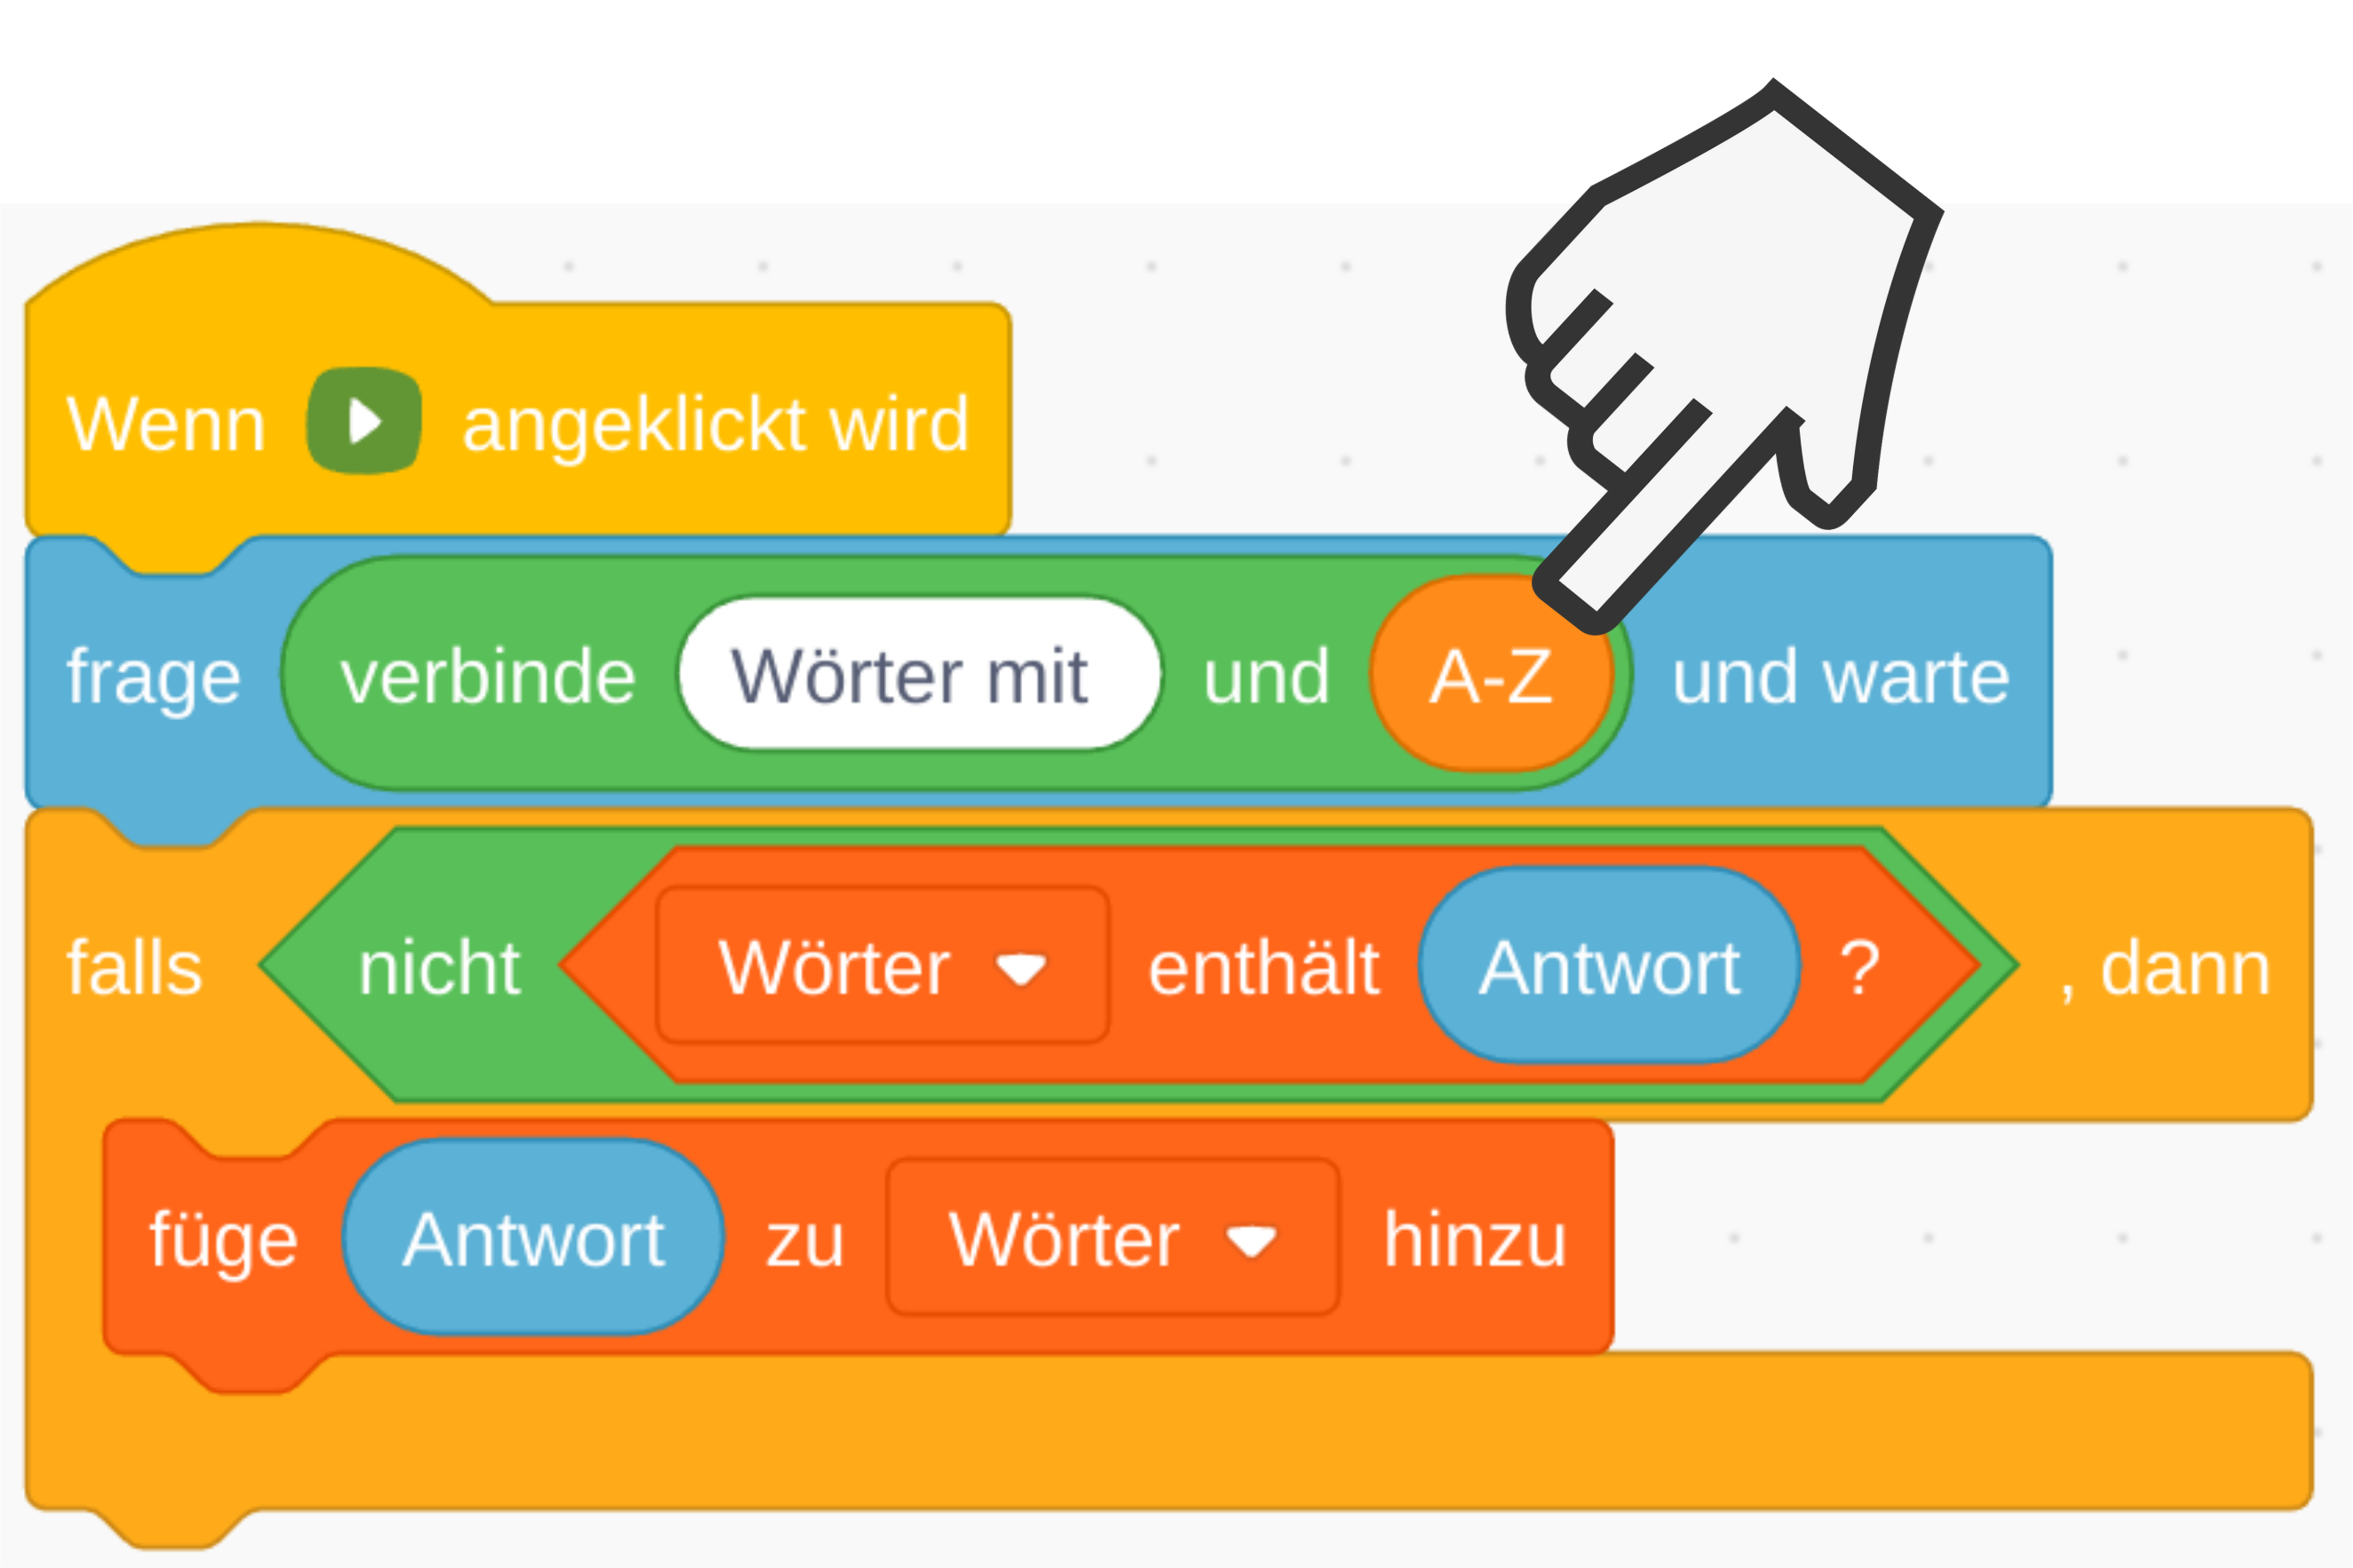 Wenn angeklickt wird
frage verbinde Wörter mit und A-Z und warte
falls nicht Wörter enthält Antwort ? , dann
füge Antwort zu Wörter hinzu